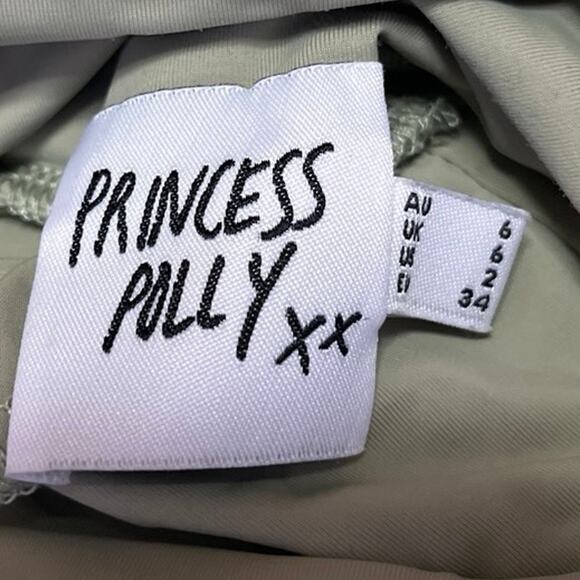 PRINCESS
POLLY
xx
AU 6
UK 6
US 2
EU 34